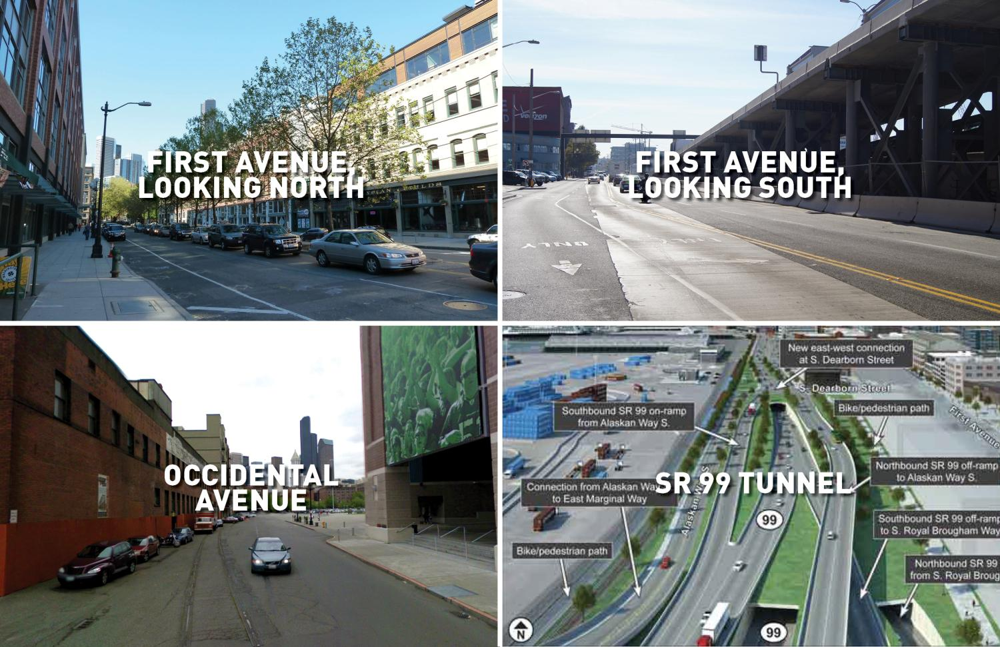 FIRST AVENUE,
LOOKING NORTH
FIRST AVENUE,
LOOKING SOUTH
verizon
ONLY
ONLY
OCCIDENTAL
AVENUE
SR 99 TUNNEL
New east-west connection
at S. Dearborn Street
S. Dearborn Street
Bike/pedestrian path
First Avenue
Southbound SR 99 on-ramp
from Alaskan Way S.
Northbound SR 99 off-ramp
to Alaskan Way S.
Connection from Alaskan Way
to East Marginal Way
Alaskan Way S
99
Southbound SR 99 off-ramp
to S. Royal Brougham Way
Bike/pedestrian path
Northbound SR 99
from S. Royal Broug
99
N